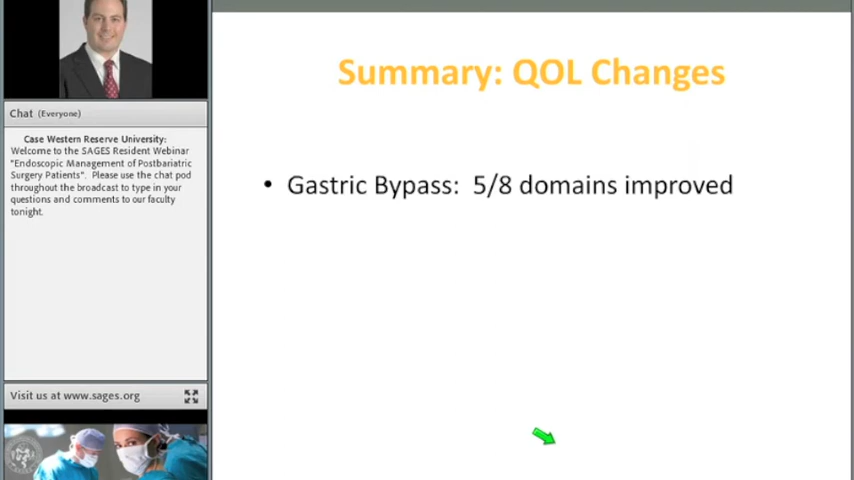 Summary: QOL Changes
• Gastric Bypass:  5/8 domains improved
Chat (Everyone)
Case Western Reserve University:
Welcome to the SAGES Resident Webinar
"Endoscopic Management of Postbariatric
Surgery Patients".  Please use the chat pod
throughout the broadcast to type in your
questions and comments to our faculty
tonight.
Visit us at www.sages.org